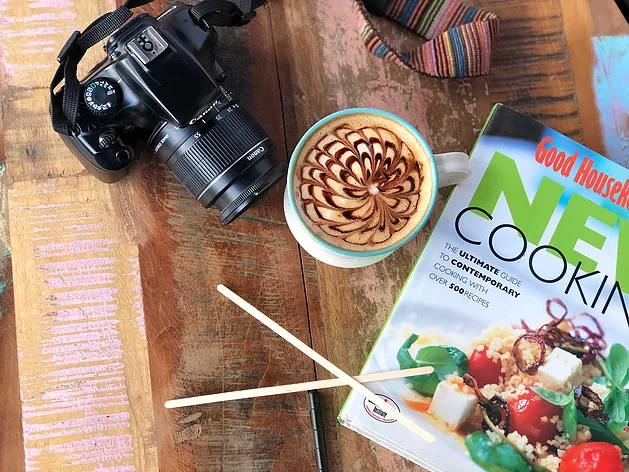 Canon
Good Housek
NEW
COOKIN
THE ULTIMATE GUIDE
TO CONTEMPORARY
COOKING WITH
OVER 500 RECIPES